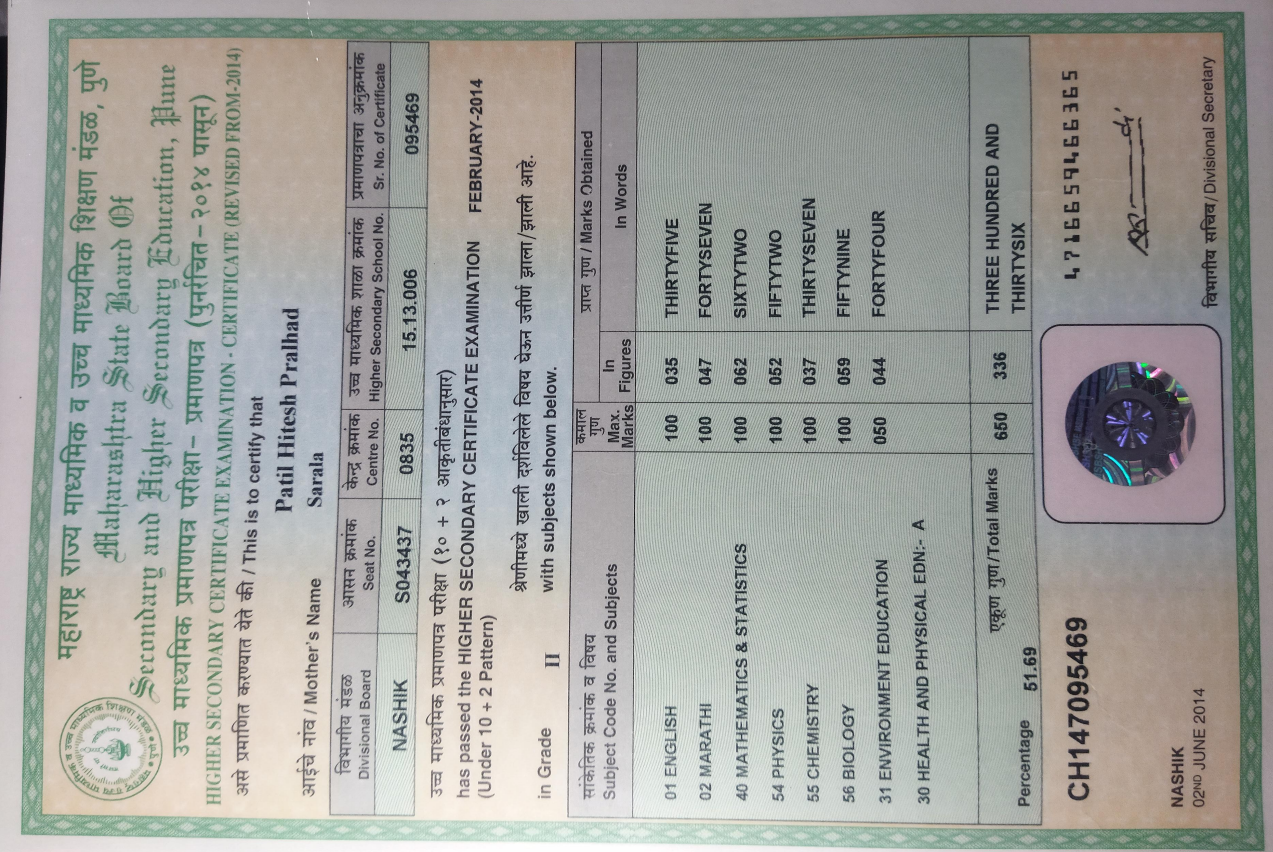 महाराष्ट्र राज्य माध्यमिक व उच्च माध्यमिक शिक्षण मंडळ, पुणे
Maharashtra State Board Of
Secondary and Higher Secondary Education, Pune
उच्च माध्यमिक प्रमाणपत्र परीक्षा – प्रमाणपत्र (पुनर्रचित – २०१४ पासून)
HIGHER SECONDARY CERTIFICATE EXAMINATION - CERTIFICATE (REVISED FROM-2014)
असे प्रमाणित करण्यात येते की / This is to certify that
Patil Hitesh Pralhad
आईचे नांव / Mother's Name Sarala
विभागीय मंडळ आसन क्रमांक केन्द्र क्रमांक उच्च माध्यमिक शाळा क्रमांक प्रमाणपत्राचा अनुक्रमांक
Divisional Board Seat No. Centre No. Higher Secondary School No. Sr. No. of Certificate
NASHIK S043437 0835 15.13.006 095469
उच्च माध्यमिक प्रमाणपत्र परीक्षा (१० + २ आकृतीबंधानुसार)
has passed the HIGHER SECONDARY CERTIFICATE EXAMINATION FEBRUARY-2014
(Under 10 + 2 Pattern)
श्रेणीमध्ये खाली दर्शविलेले विषय घेऊन उत्तीर्ण झाला/झाली आहे.
in Grade II with subjects shown below.
सांकेतिक क्रमांक व विषय कमाल गुण प्राप्त गुण / Marks Obtained
Subject Code No. and Subjects Max. Marks In Figures In Words
01 ENGLISH 100 035 THIRTYFIVE
02 MARATHI 100 047 FORTYSEVEN
40 MATHEMATICS & STATISTICS 100 062 SIXTYTWO
54 PHYSICS 100 052 FIFTYTWO
55 CHEMISTRY 100 037 THIRTYSEVEN
56 BIOLOGY 100 059 FIFTYNINE
31 ENVIRONMENT EDUCATION 050 044 FORTYFOUR
30 HEALTH AND PHYSICAL EDN:- A
एकूण गुण/Total Marks 650 336 THREE HUNDRED AND
THIRTYSIX
Percentage 51.69
CH147095469
4716659466365
NASHIK
02ND JUNE 2014
विभागीय सचिव/Divisional Secretary